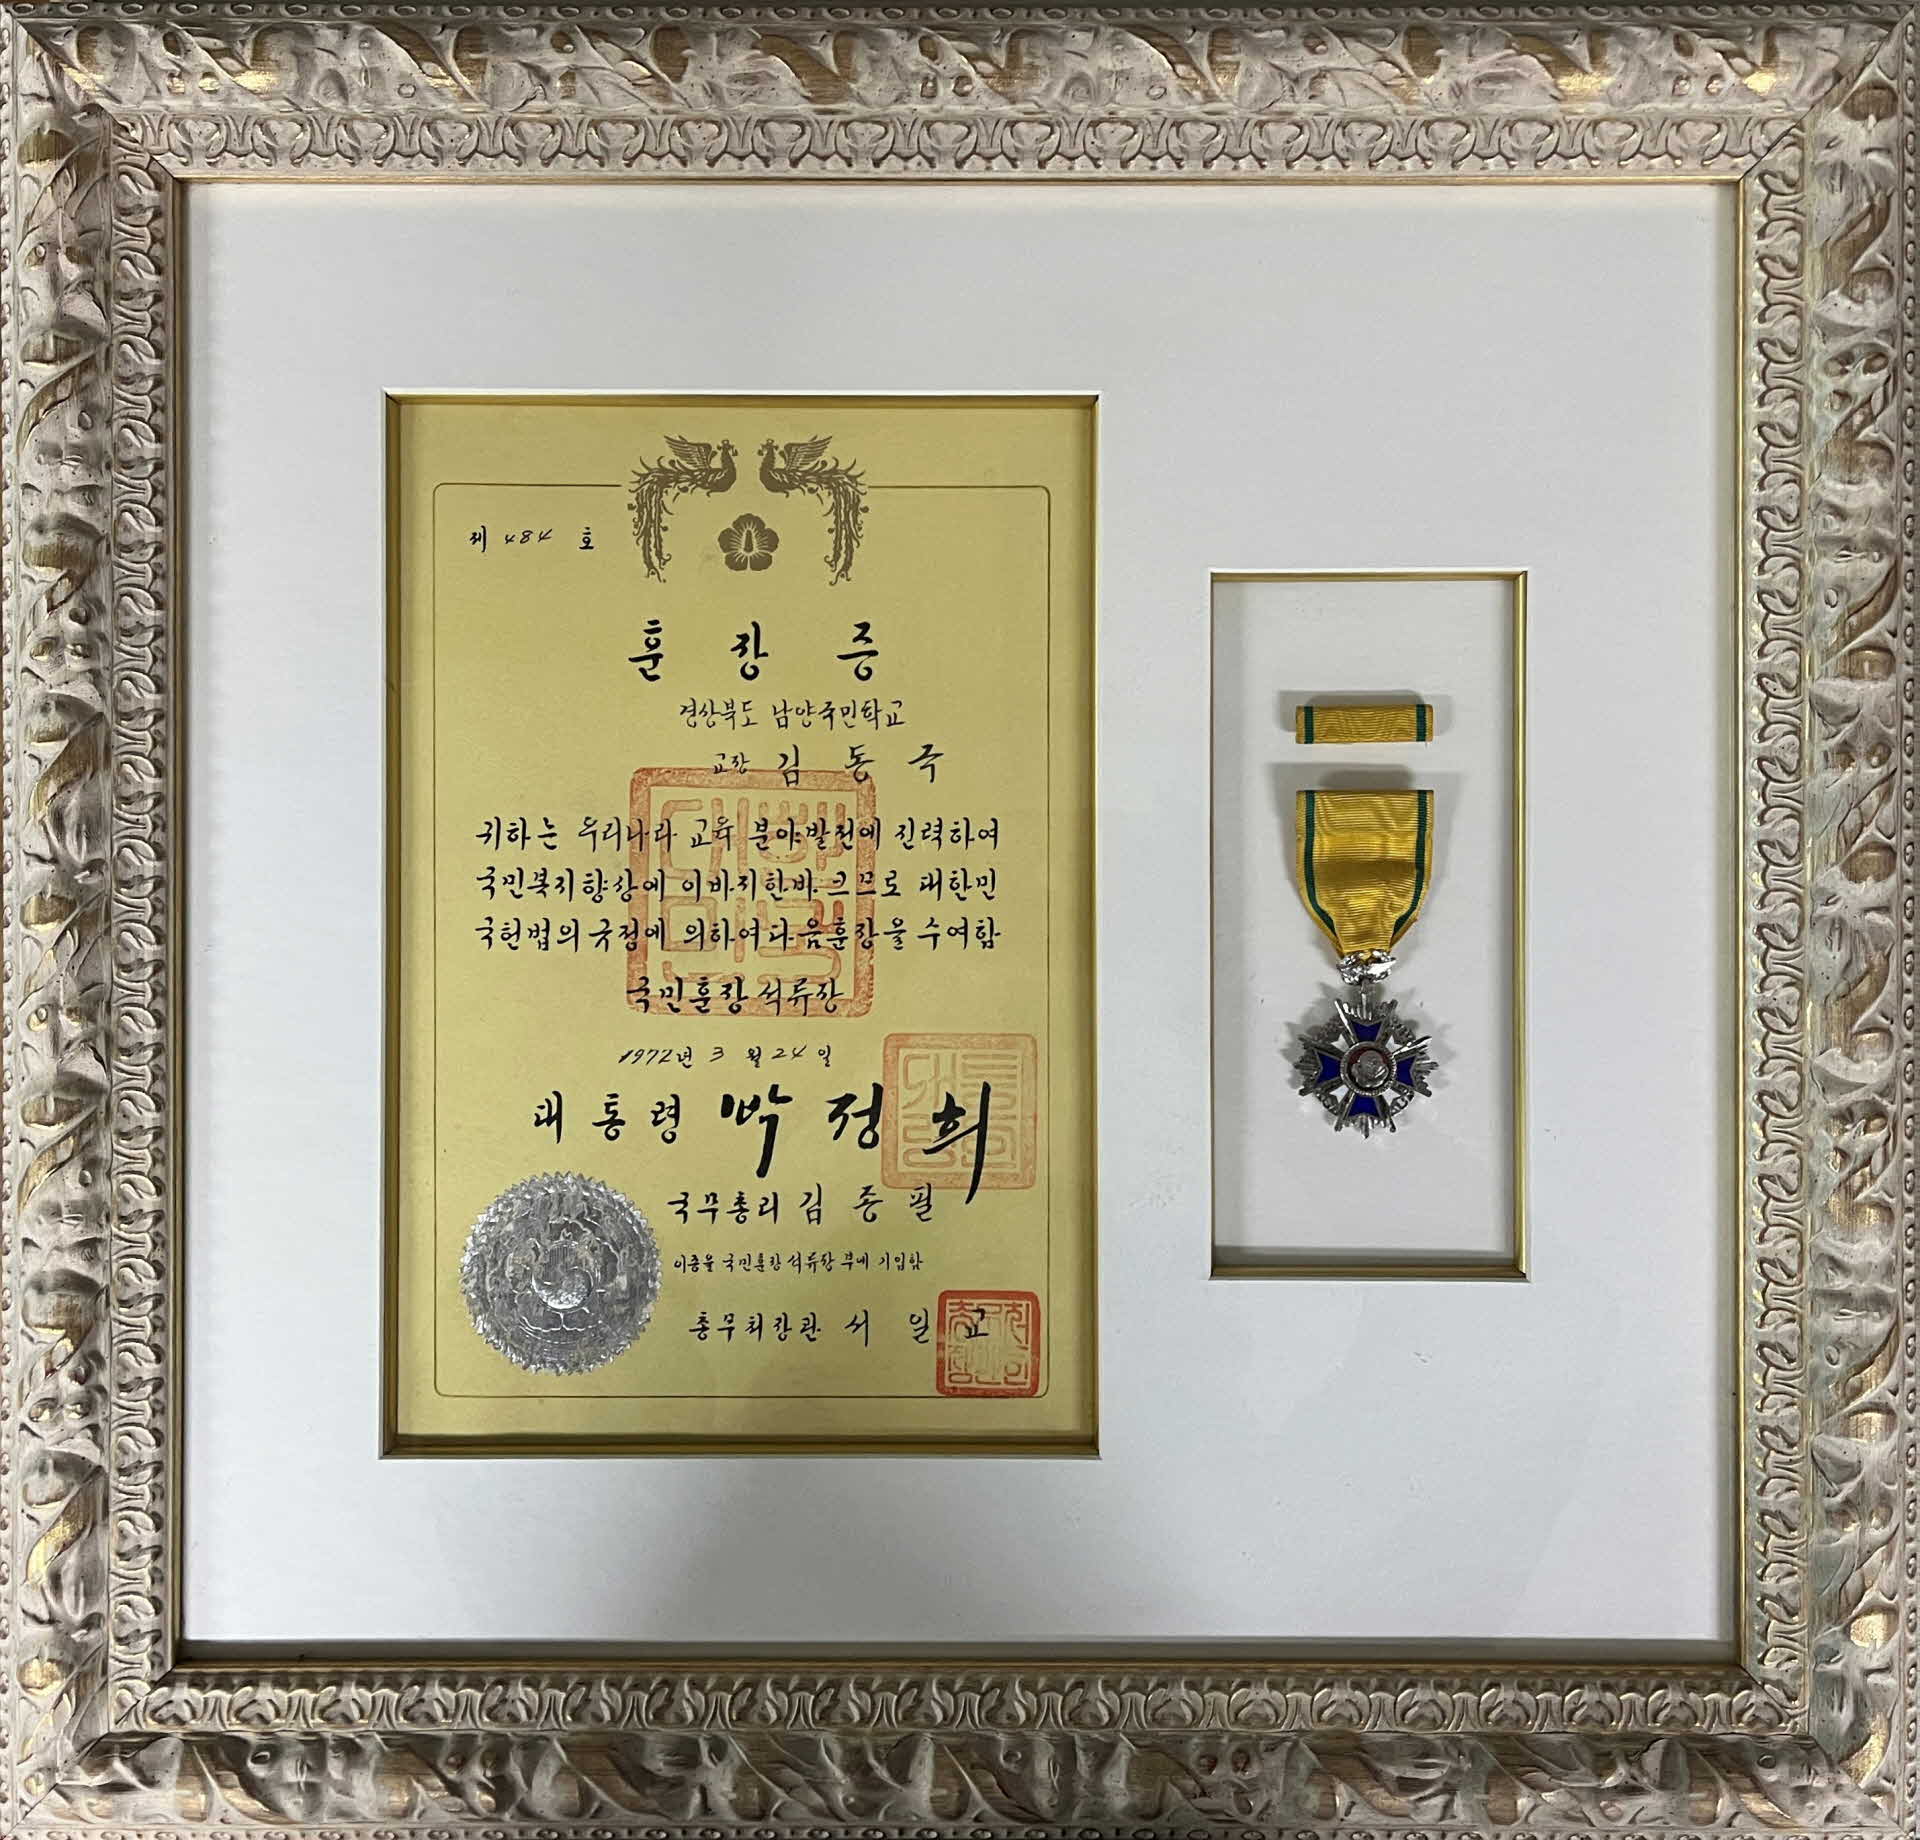 제 484 호
훈장증
경상북도 남양국민학교
교장 김동국
귀하는 우리나라 교육 분야 발전에 진력하여
국민복지향상에 이바지한바 크므로 대한민
국헌법의 규정에 의하여 다음 훈장을 수여함
국민훈장 석류장
1972년 3월 24일
대통령 박정희
국무총리 김종필
이증을 국민훈장 석류장 부에 기입함
총무처장관 서일교